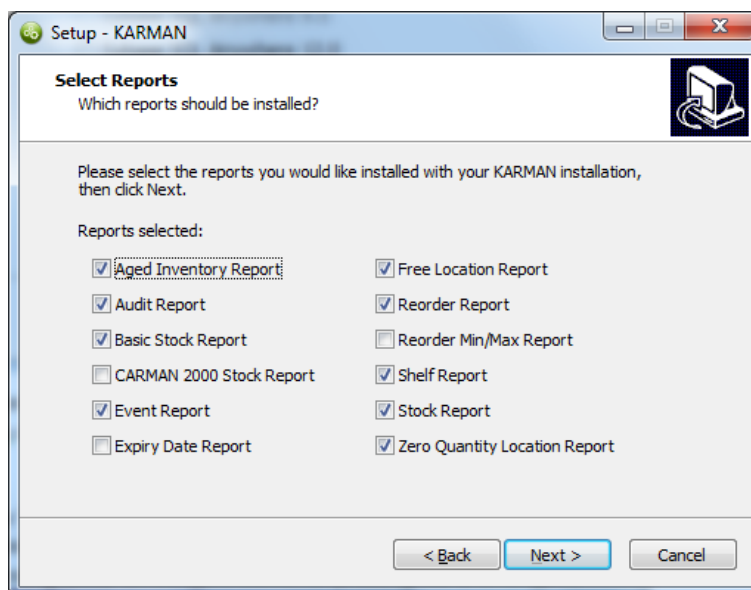 Setup - KARMAN
Select Reports
Which reports should be installed?
Please select the reports you would like installed with your KARMAN installation,
then click Next.
Reports selected:
Aged Inventory Report
Audit Report
Basic Stock Report
CARMAN 2000 Stock Report
Event Report
Expiry Date Report
Free Location Report
Reorder Report
Reorder Min/Max Report
Shelf Report
Stock Report
Zero Quantity Location Report
< Back
Next >
Cancel